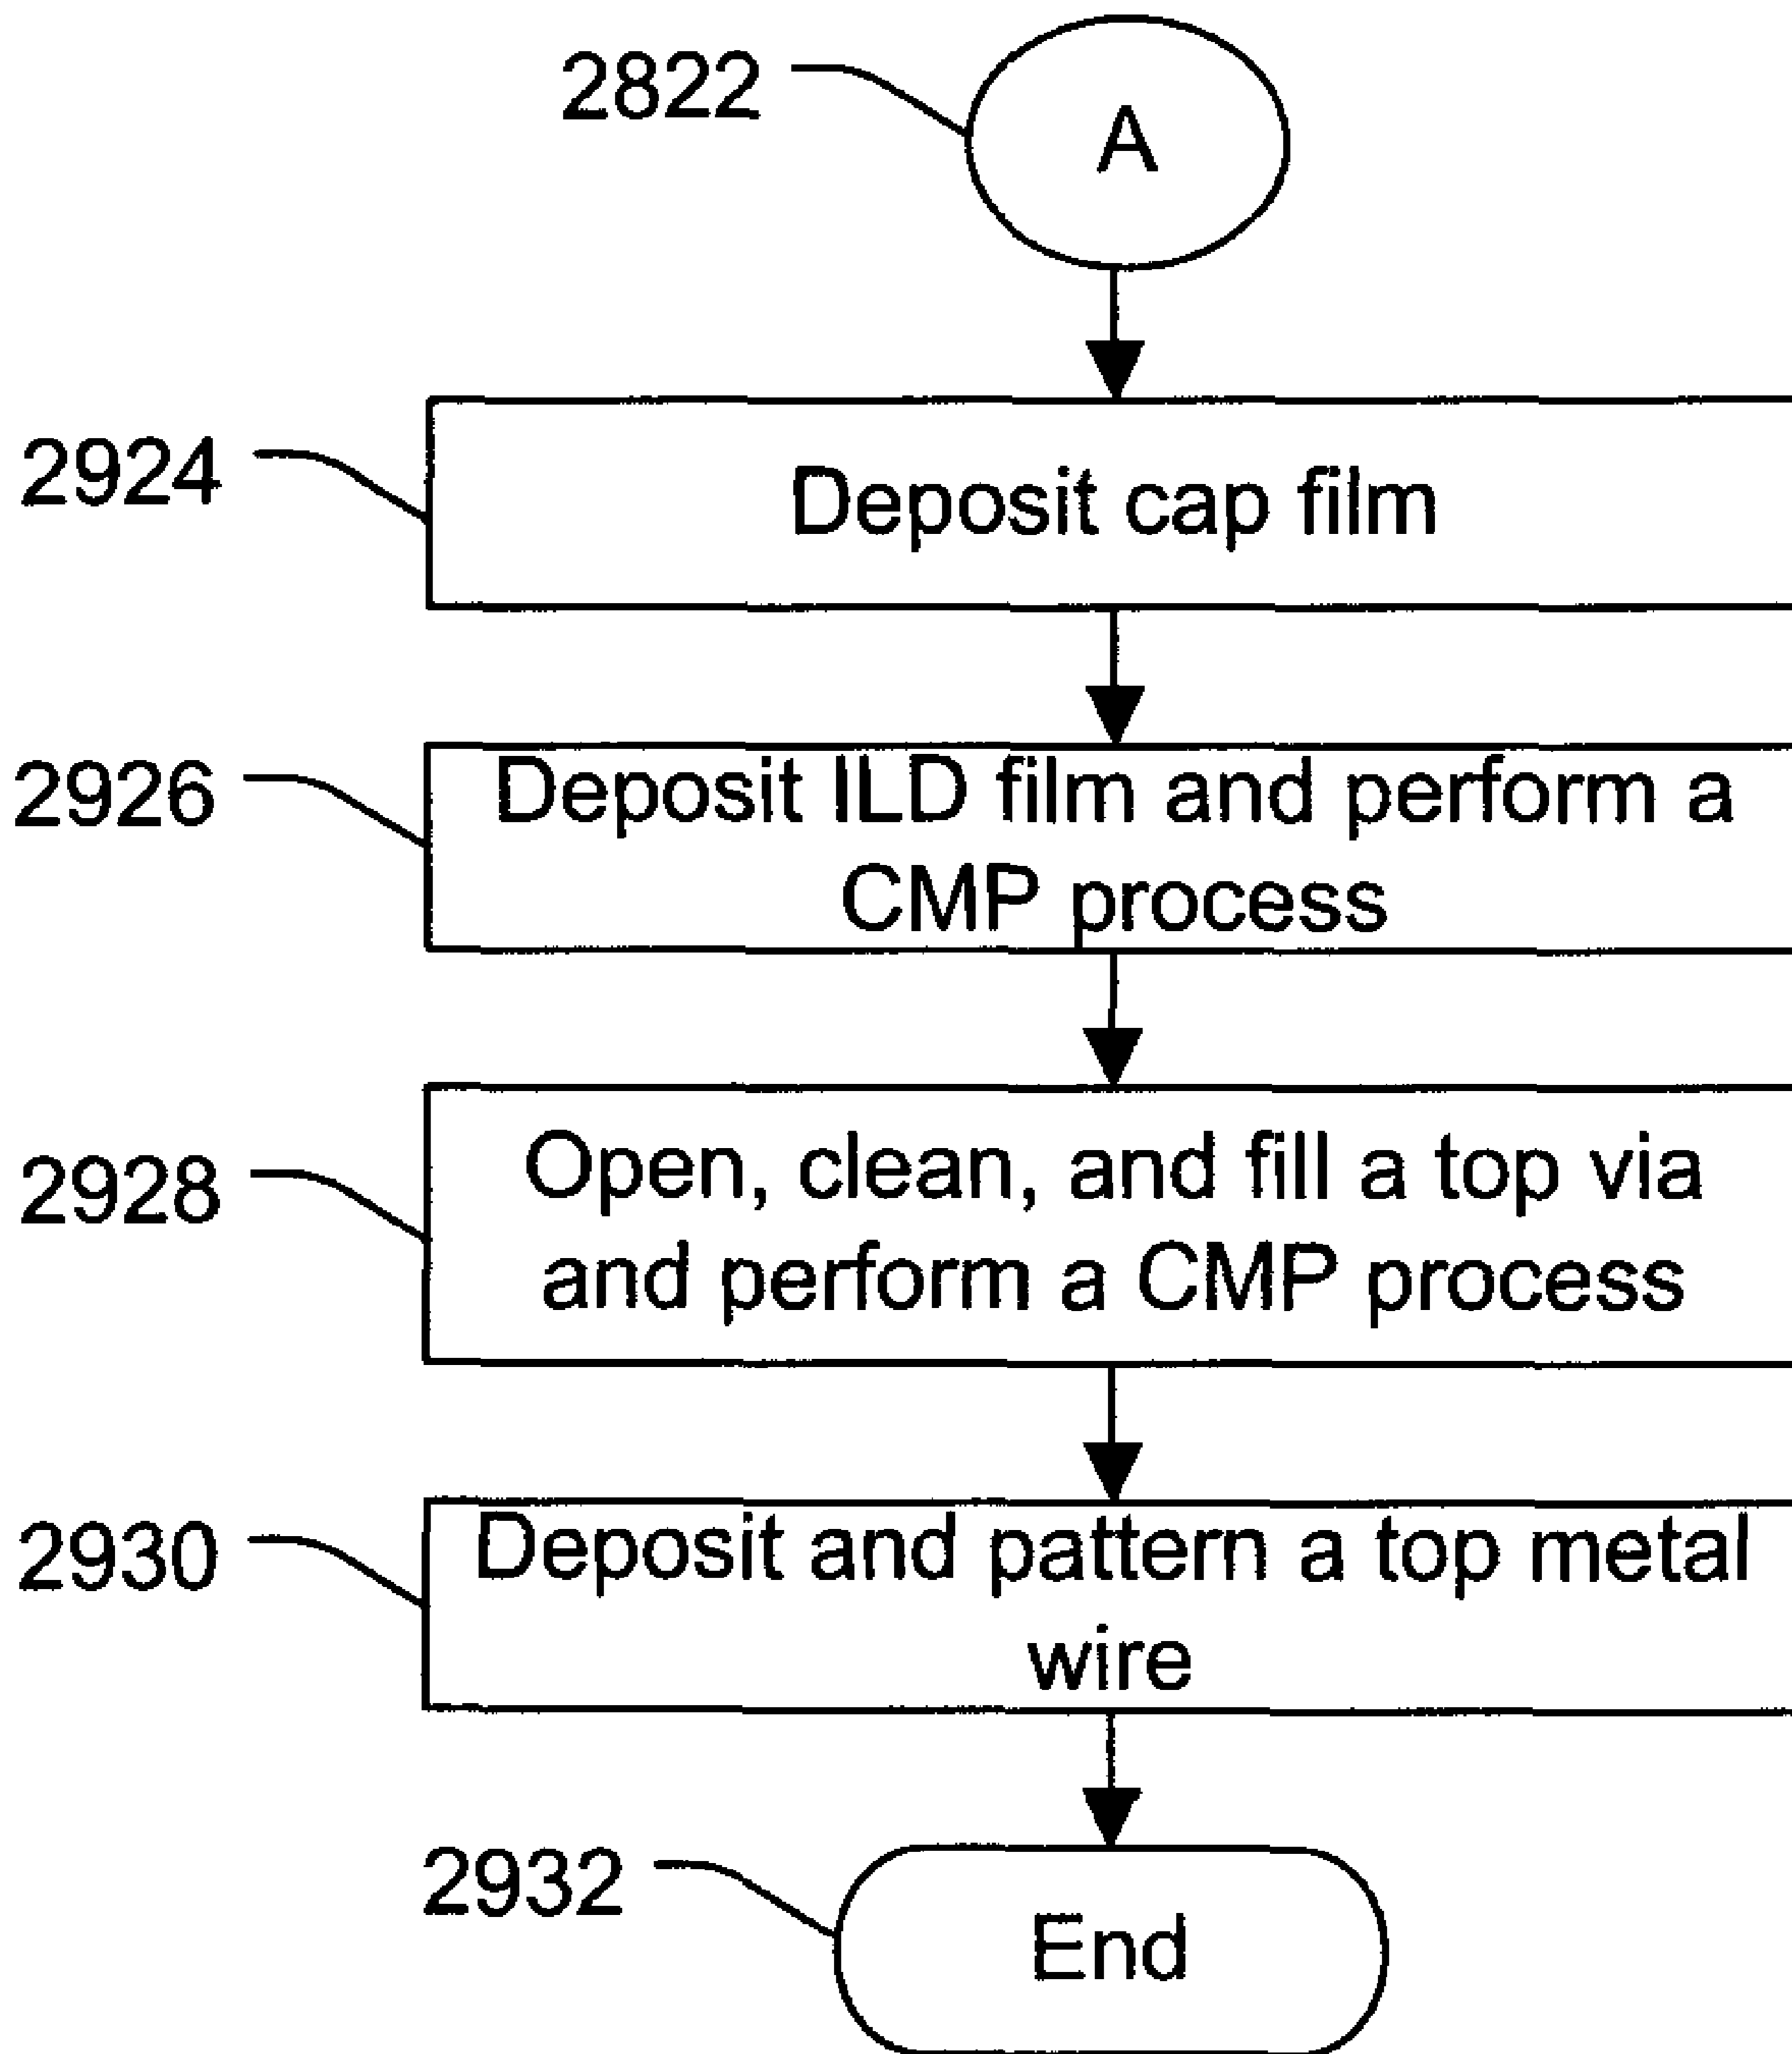 2822
A
2924
Deposit cap film
2926
Deposit ILD film and perform a
CMP process
2928
Open, clean, and fill a top via
and perform a CMP process
2930
Deposit and pattern a top metal
wire
2932
End